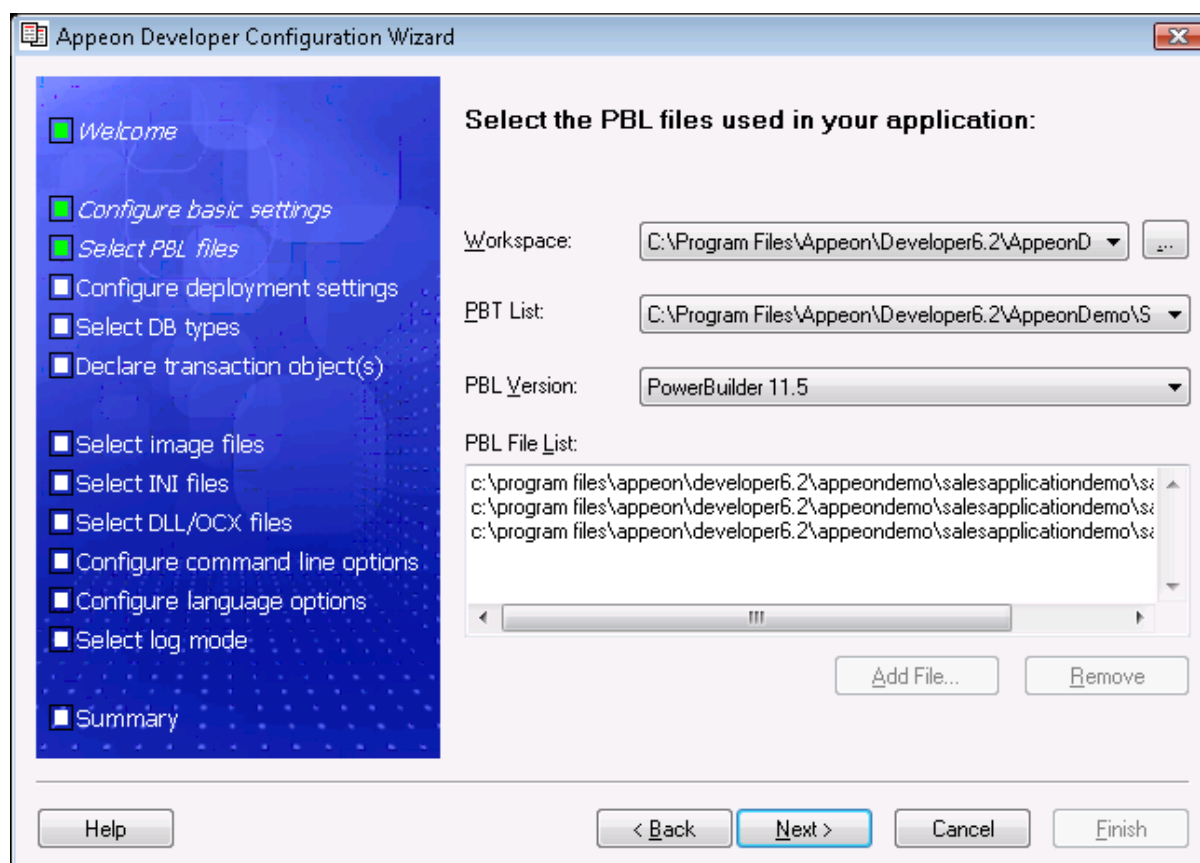 Appeon Developer Configuration Wizard
Welcome
Configure basic settings
Select PBL files
Configure deployment settings
Select DB types
Declare transaction object(s)
Select image files
Select INI files
Select DLL/OCX files
Configure command line options
Configure language options
Select log mode
Summary
Select the PBL files used in your application:
Workspace:
C:\Program Files\Appeon\Developer6.2\AppeonD
...
PBT List:
C:\Program Files\Appeon\Developer6.2\AppeonDemo\S
PBL Version:
PowerBuilder 11.5
PBL File List:
c:\program files\appeon\developer6.2\appeondemo\salesapplicationdemo\sa
c:\program files\appeon\developer6.2\appeondemo\salesapplicationdemo\sa
c:\program files\appeon\developer6.2\appeondemo\salesapplicationdemo\sa
Add File...
Remove
Help
< Back
Next >
Cancel
Finish